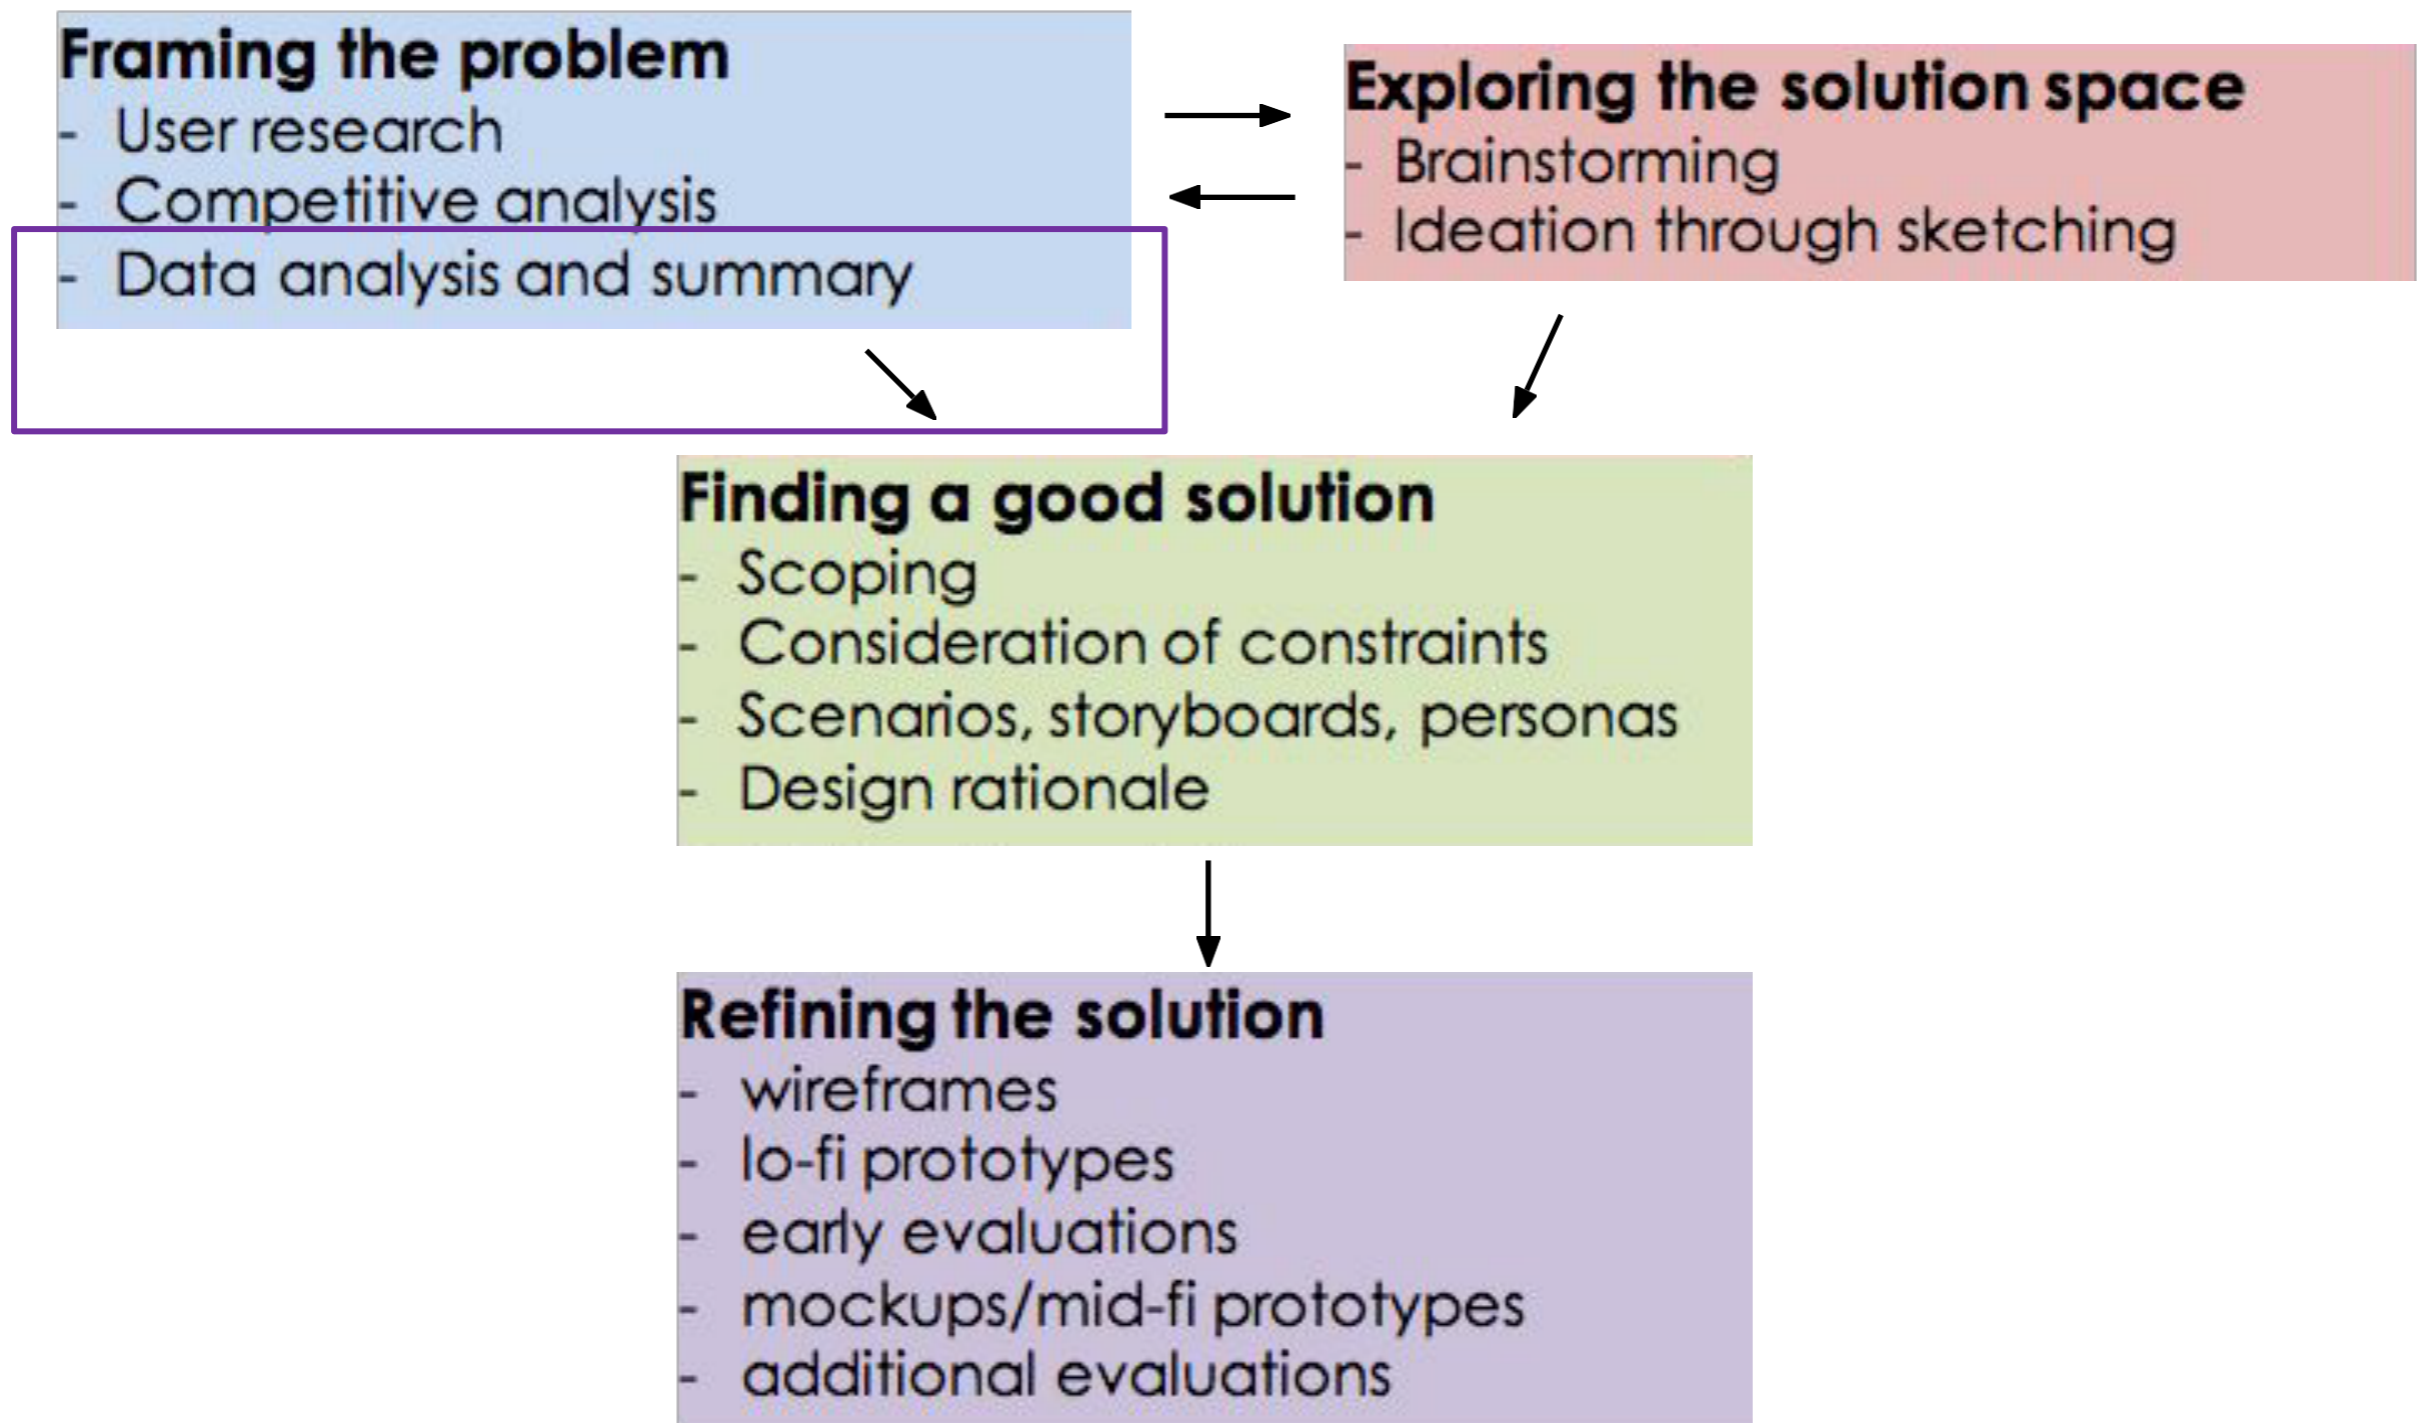 Framing the problem
- User research
- Competitive analysis
- Data analysis and summary
Exploring the solution space
- Brainstorming
- Ideation through sketching
Finding a good solution
- Scoping
- Consideration of constraints
- Scenarios, storyboards, personas
- Design rationale
Refining the solution
- wireframes
- lo-fi prototypes
- early evaluations
- mockups/mid-fi prototypes
- additional evaluations